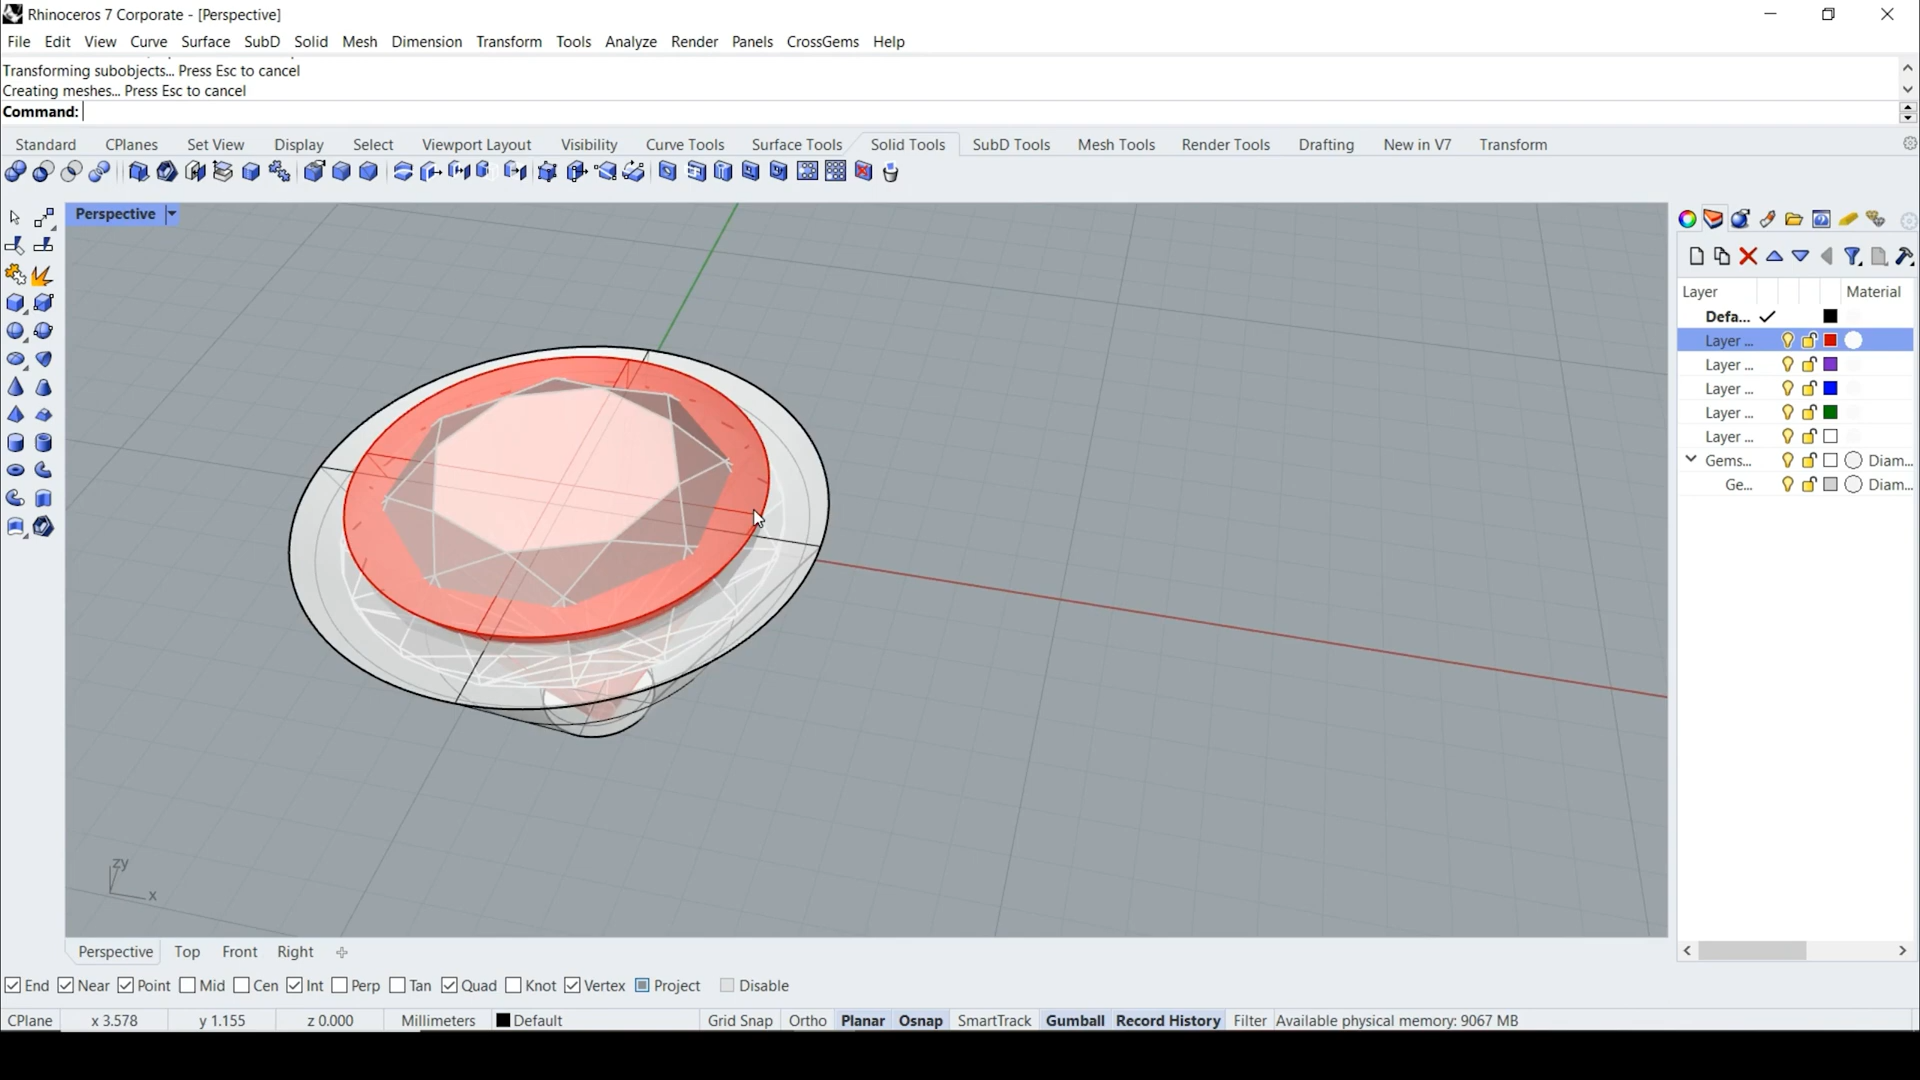 Rhinoceros 7 Corporate - [Perspective]
File Edit View Curve Surface SubD Solid Mesh Dimension Transform Tools Analyze Render Panels CrossGems Help
Transforming subobjects... Press Esc to cancel
Creating meshes... Press Esc to cancel
Command:
Standard CPlanes Set View Display Select Viewport Layout Visibility Curve Tools Surface Tools Solid Tools SubD Tools Mesh Tools Render Tools Drafting New in V7 Transform
Perspective
Layer Material
Defa...
Layer ...
Layer ...
Layer ...
Layer ...
Layer ...
Gems... Diam...
Ge... Diam...
zy
x
Perspective Top Front Right
End Near Point Mid Cen Int Perp Tan Quad Knot Vertex Project Disable
CPlane x 3.578 y 1.155 z 0.000 Millimeters Default Grid Snap Ortho Planar Osnap SmartTrack Gumball Record History Filter Available physical memory: 9067 MB